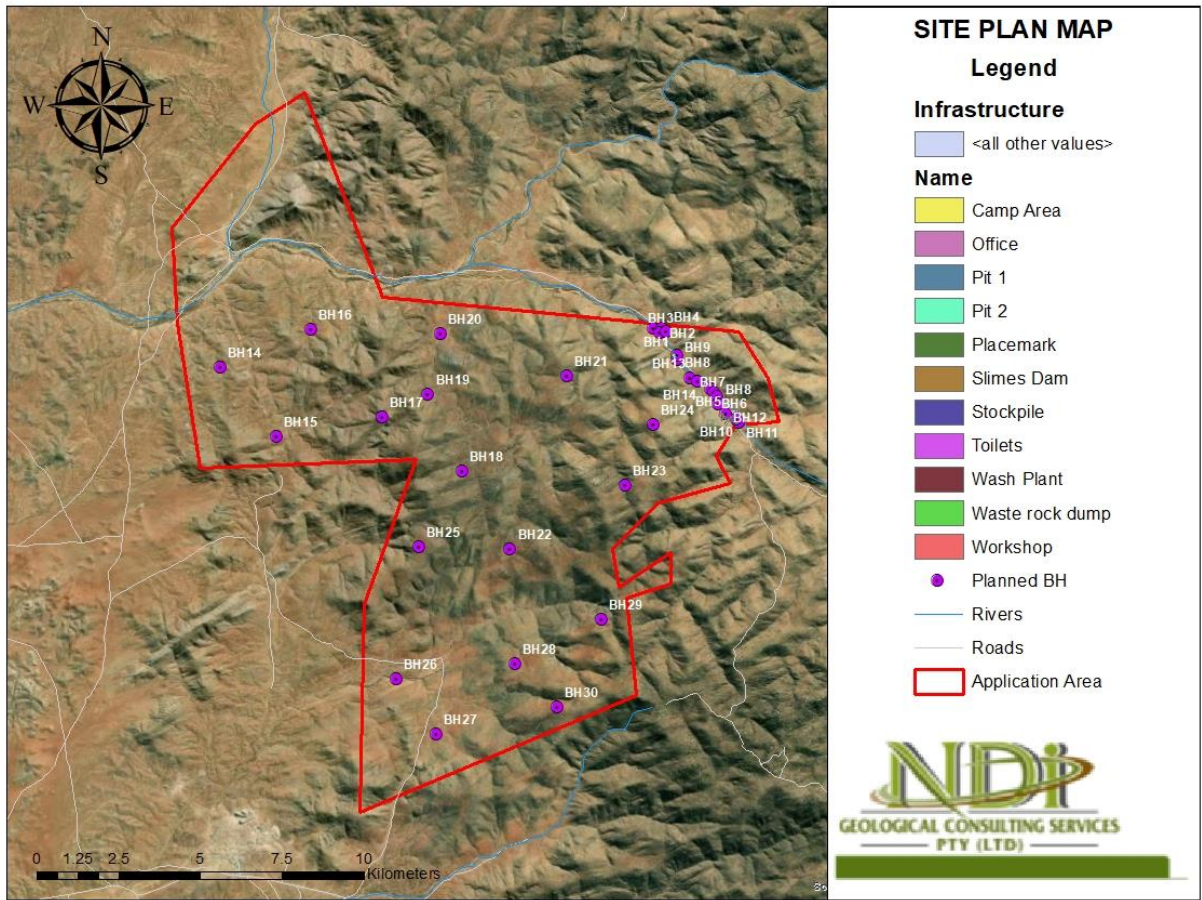 N
W E
S
BH16
BH20
BH3 BH4
BH1 BH2
BH9
BH14
BH21
BH13 BH8
BH19
BH7
BH14 BH8
BH5 BH6
BH17
BH24
BH12
BH15
BH10 BH11
BH18
BH23
BH25
BH22
BH29
BH28
BH26
BH30
BH27
0 1.25 2.5 5 7.5 10
Kilometers
So
SITE PLAN MAP
Legend
Infrastructure
<all other values>
Name
Camp Area
Office
Pit 1
Pit 2
Placemark
Slimes Dam
Stockpile
Toilets
Wash Plant
Waste rock dump
Workshop
Planned BH
Rivers
Roads
Application Area
NDi
GEOLOGICAL CONSULTING SERVICES
PTY (LTD)